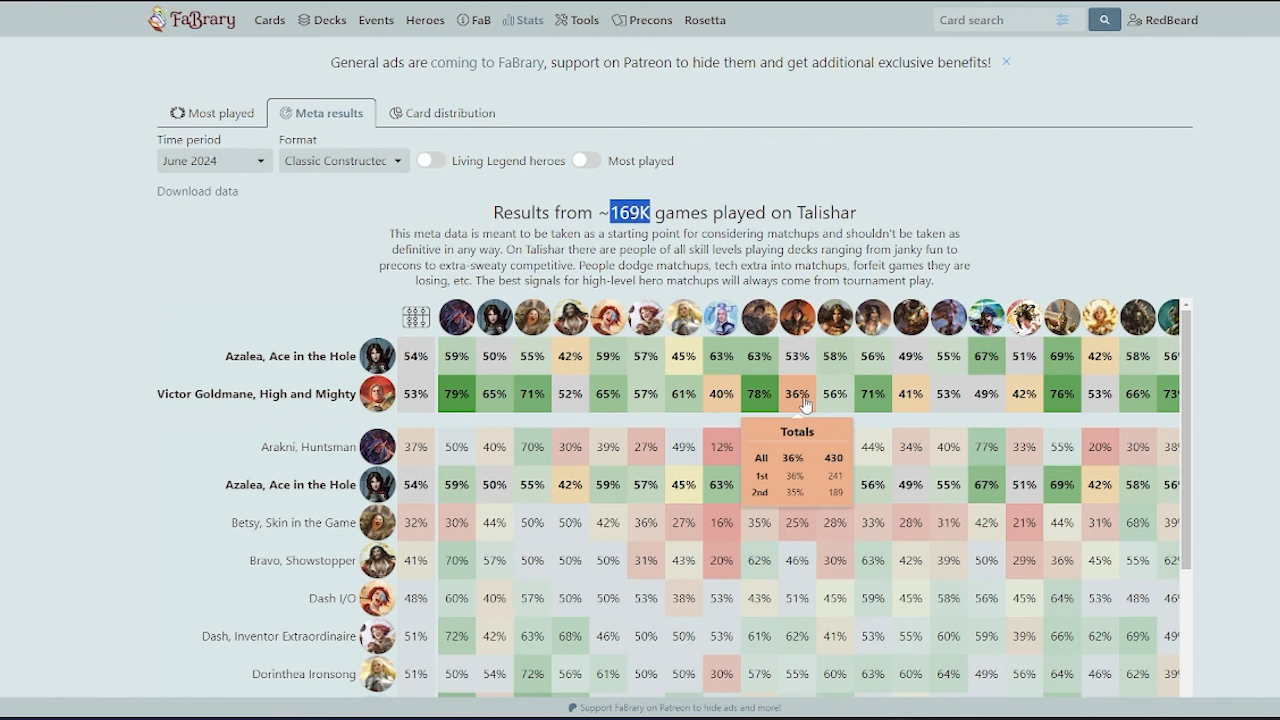 FaBrary Cards Decks Events Heroes FaB Stats Tools Precons Rosetta Card search RedBeard
General ads are coming to FaBrary, support on Patreon to hide them and get additional exclusive benefits! ×
Most played Meta results Card distribution
Time period Format
June 2024 Classic Constructec Living Legend heroes Most played
Download data
Results from ~169K games played on Talishar
This meta data is meant to be taken as a starting point for considering matchups and shouldn't be taken as
definitive in any way. On Talishar there are people of all skill levels playing decks ranging from janky fun to
precons to extra-sweaty competitive. People dodge matchups, tech extra into matchups, forfeit games they are
losing, etc. The best signals for high-level hero matchups will always come from tournament play.
Azalea, Ace in the Hole 54% 59% 50% 55% 42% 59% 57% 45% 63% 63% 53% 58% 56% 49% 55% 67% 51% 69% 42% 58% 56
Victor Goldmane, High and Mighty 53% 79% 65% 71% 52% 65% 57% 61% 40% 78% 36% 56% 71% 41% 53% 49% 42% 76% 53% 66% 73
Totals
All 36% 430
1st 36% 241
2nd 35% 189
Arakni, Huntsman 37% 50% 40% 70% 30% 39% 27% 49% 12% 44% 34% 40% 77% 33% 55% 20% 30% 38
Azalea, Ace in the Hole 54% 59% 50% 55% 42% 59% 57% 45% 63% 56% 49% 55% 67% 51% 69% 42% 58% 56
Betsy, Skin in the Game 32% 30% 44% 50% 50% 42% 36% 27% 16% 35% 25% 28% 33% 28% 31% 42% 21% 44% 31% 68% 39
Bravo, Showstopper 41% 70% 57% 50% 50% 50% 31% 43% 20% 62% 46% 30% 63% 42% 39% 50% 29% 36% 45% 55% 62
Dash I/O 48% 60% 40% 57% 50% 50% 53% 38% 53% 43% 51% 45% 59% 45% 58% 56% 45% 64% 53% 48% 46
Dash, Inventor Extraordinaire 51% 72% 42% 63% 68% 46% 50% 50% 53% 61% 62% 41% 53% 55% 60% 59% 39% 66% 62% 69% 49
Dorinthea Ironsong 51% 50% 54% 72% 56% 61% 50% 50% 30% 57% 55% 60% 63% 60% 64% 49% 56% 64% 46% 62% 39
Support FaBrary on Patreon to hide ads and more!